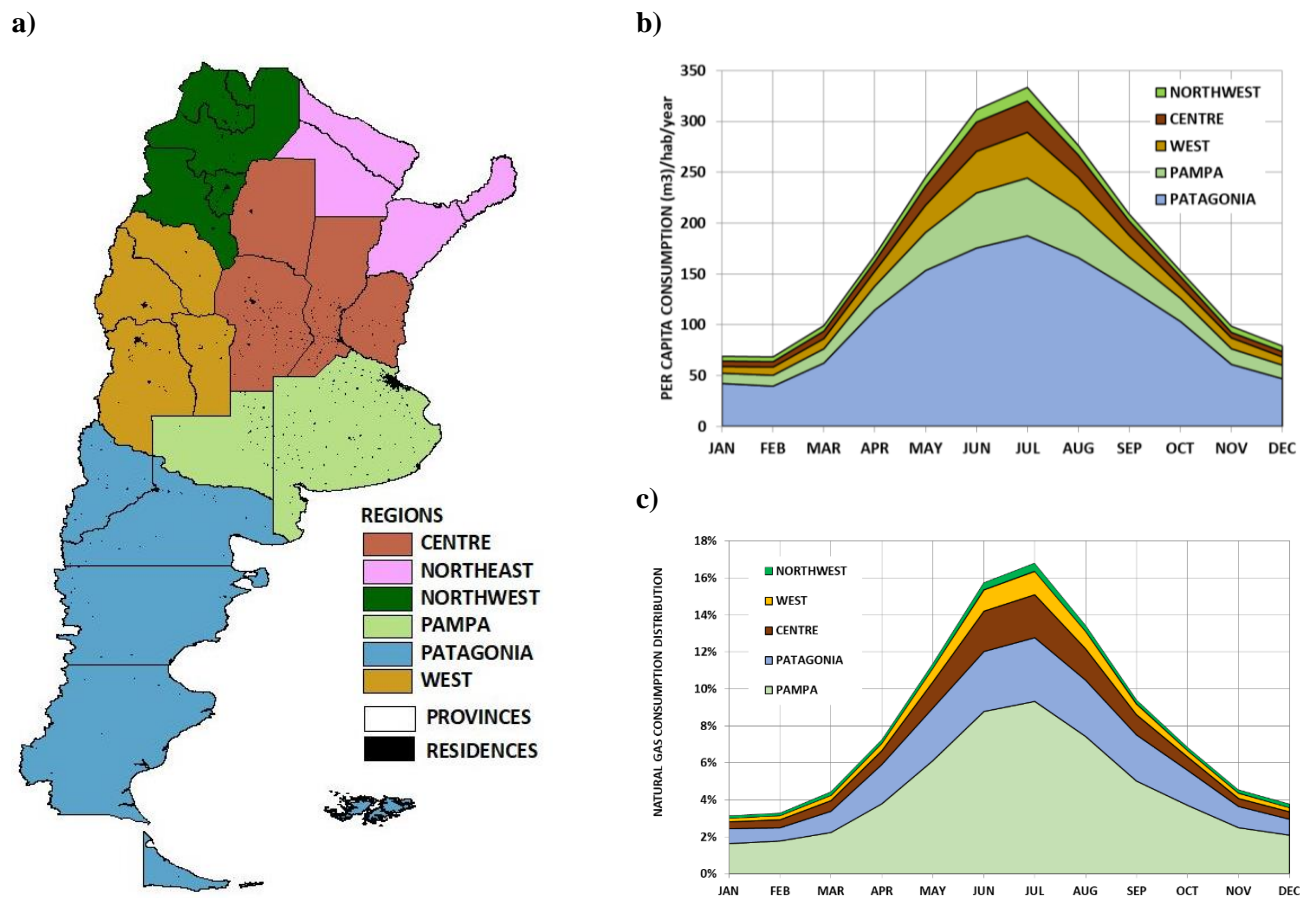 a)
REGIONS
CENTRE
NORTHEAST
NORTHWEST
PAMPA
PATAGONIA
WEST
PROVINCES
RESIDENCES
b)
PER CAPITA CONSUMPTION (m3)/hab/year
350
300
250
200
150
100
50
0
JAN FEB MAR APR MAY JUN JUL AUG SEP OCT NOV DEC
NORTHWEST
CENTRE
WEST
PAMPA
PATAGONIA
c)
NATURAL GAS CONSUMPTION DISTRIBUTION
18%
16%
14%
12%
10%
8%
6%
4%
2%
0%
JAN FEB MAR APR MAY JUN JUL AUG SEP OCT NOV DEC
NORTHWEST
WEST
CENTRE
PATAGONIA
PAMPA